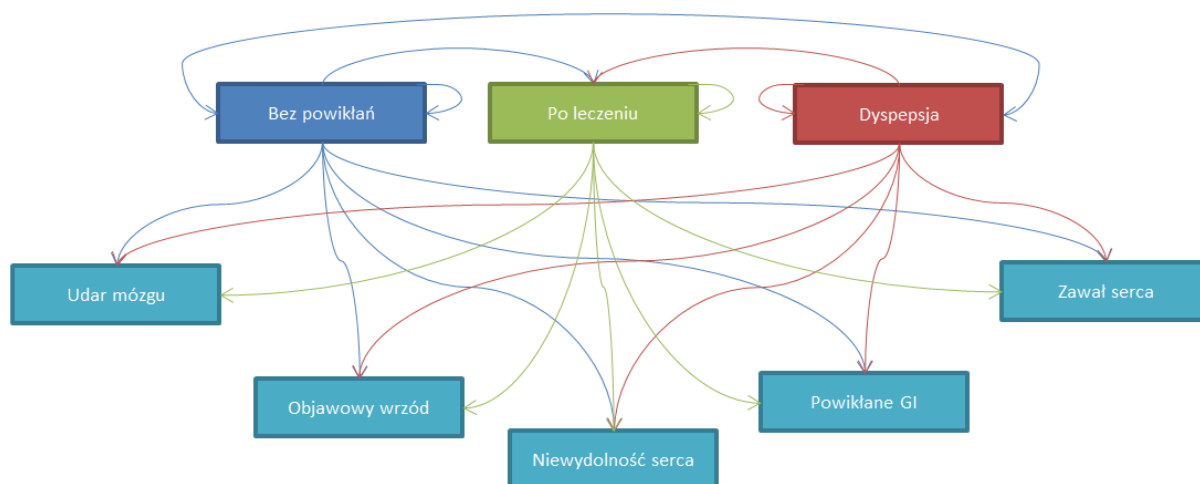 Bez powikłań
Po leczeniu
Dyspepsja
Udar mózgu
Zawał serca
Objawowy wrzód
Powikłane GI
Niewydolność serca